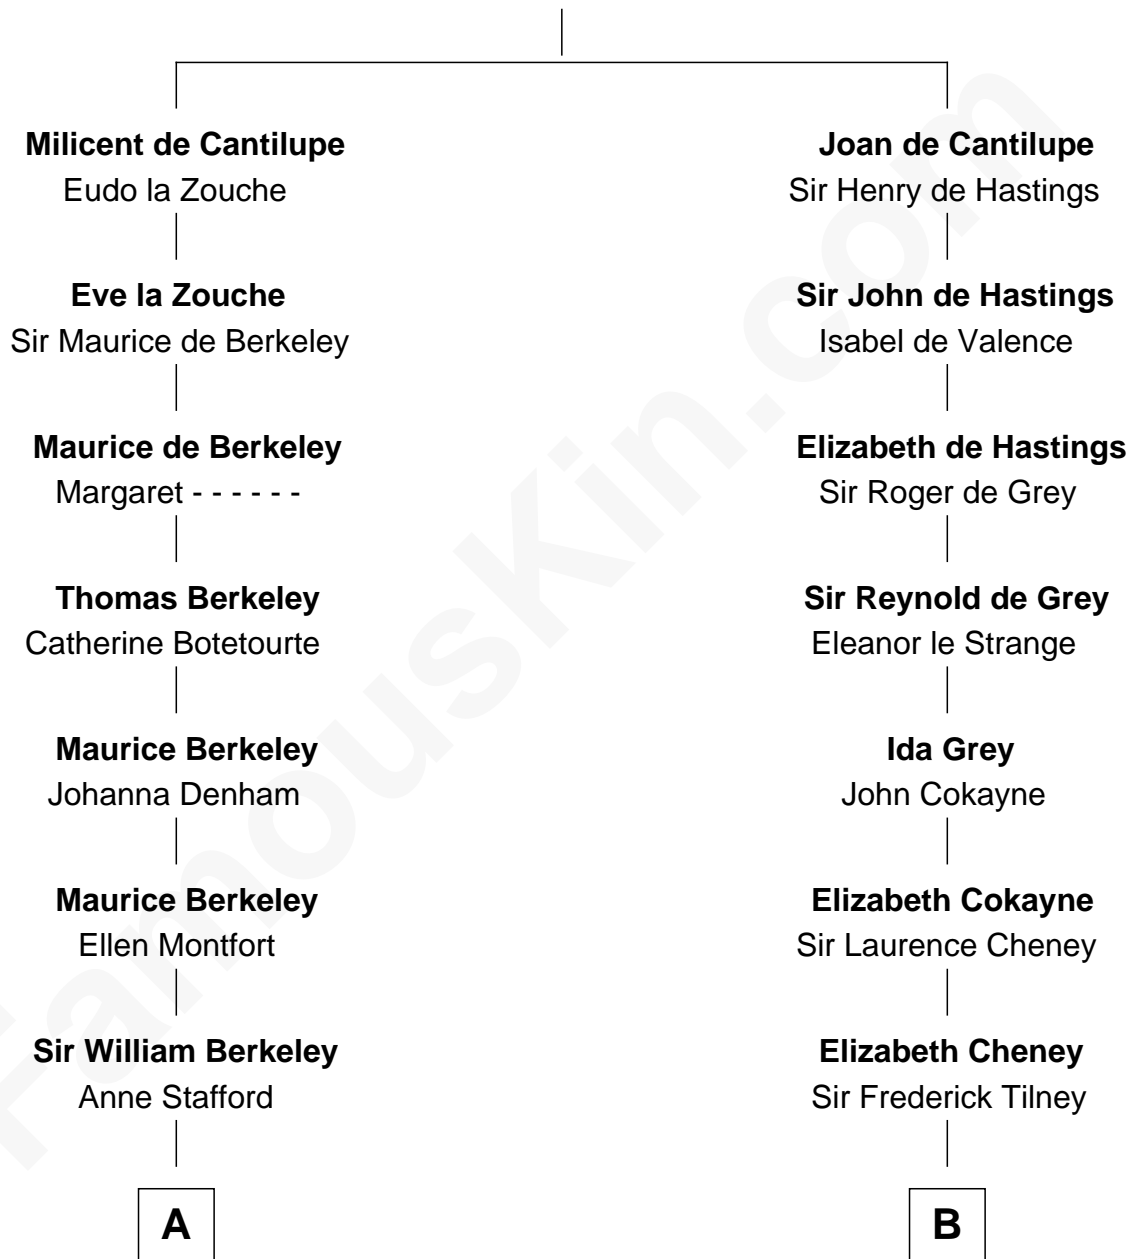 Milicent de Cantilupe
Eudo la Zouche
Eve la Zouche
Sir Maurice de Berkeley
Maurice de Berkeley
Margaret - - - - - -
Thomas Berkeley
Catherine Botetourte
Maurice Berkeley
Johanna Denham
Maurice Berkeley
Ellen Montfort
Sir William Berkeley
Anne Stafford
A
Joan de Cantilupe
Sir Henry de Hastings
Sir John de Hastings
Isabel de Valence
Elizabeth de Hastings
Sir Roger de Grey
Sir Reynold de Grey
Eleanor le Strange
Ida Grey
John Cokayne
Elizabeth Cokayne
Sir Laurence Cheney
Elizabeth Cheney
Sir Frederick Tilney
B
FamousKin.com